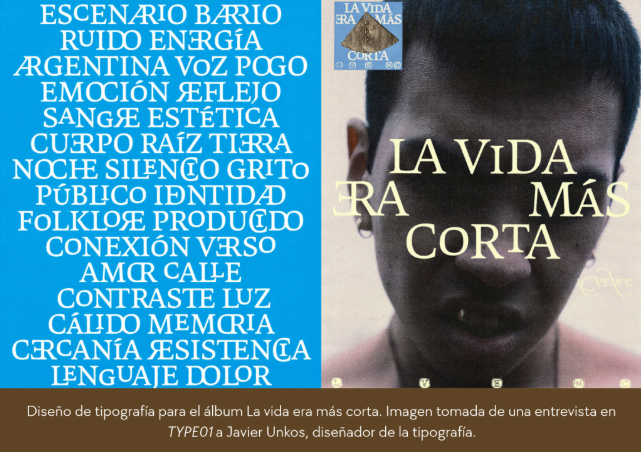 ESCENARIO BARRIO
RUIDO ENERGÍA
ARGENTINA VOZ POGO
EMOCIÓN REFLEJO
SANGRE ESTÉTICA
CUERPO RAÍZ TIERRA
NOCHE SILENCIO GRITO
PÚBLICO IDENTIDAD
FOLKLORE PRODUCIDO
CONEXIÓN VERSO
AMOR CALLE
CONTRASTE LUZ
CÁLIDO MEMORIA
CERCANÍA RESISTENCIA
LENGUAJE DOLOR
LA VIDA
ERA MÁS
CORTA
LA VIDA
ERA MÁS
CORTA
L V E M C
Diseño de tipografía para el álbum La vida era más corta. Imagen tomada de una entrevista en
TYPE01 a Javier Unkos, diseñador de la tipografía.